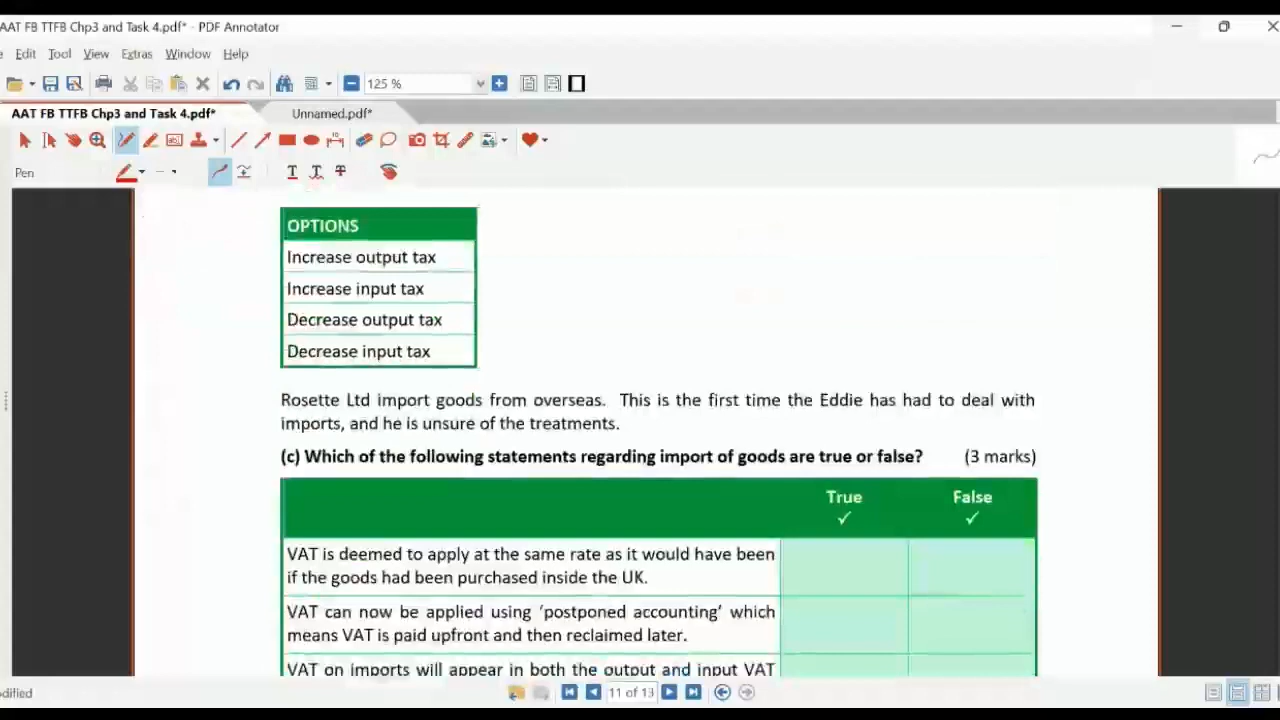 AAT FB TTFB Chp3 and Task 4.pdf* - PDF Annotator
e Edit Tool View Extras Window Help
125 %
AAT FB TTFB Chp3 and Task 4.pdf* Unnamed.pdf*
Pen
OPTIONS
Increase output tax
Increase input tax
Decrease output tax
Decrease input tax
Rosette Ltd import goods from overseas. This is the first time the Eddie has had to deal with
imports, and he is unsure of the treatments.
(c) Which of the following statements regarding import of goods are true or false? (3 marks)
True False
✓ ✓
VAT is deemed to apply at the same rate as it would have been
if the goods had been purchased inside the UK.
VAT can now be applied using ‘postponed accounting’ which
means VAT is paid upfront and then reclaimed later.
VAT on imports will appear in both the output and input VAT
odified 11 of 13